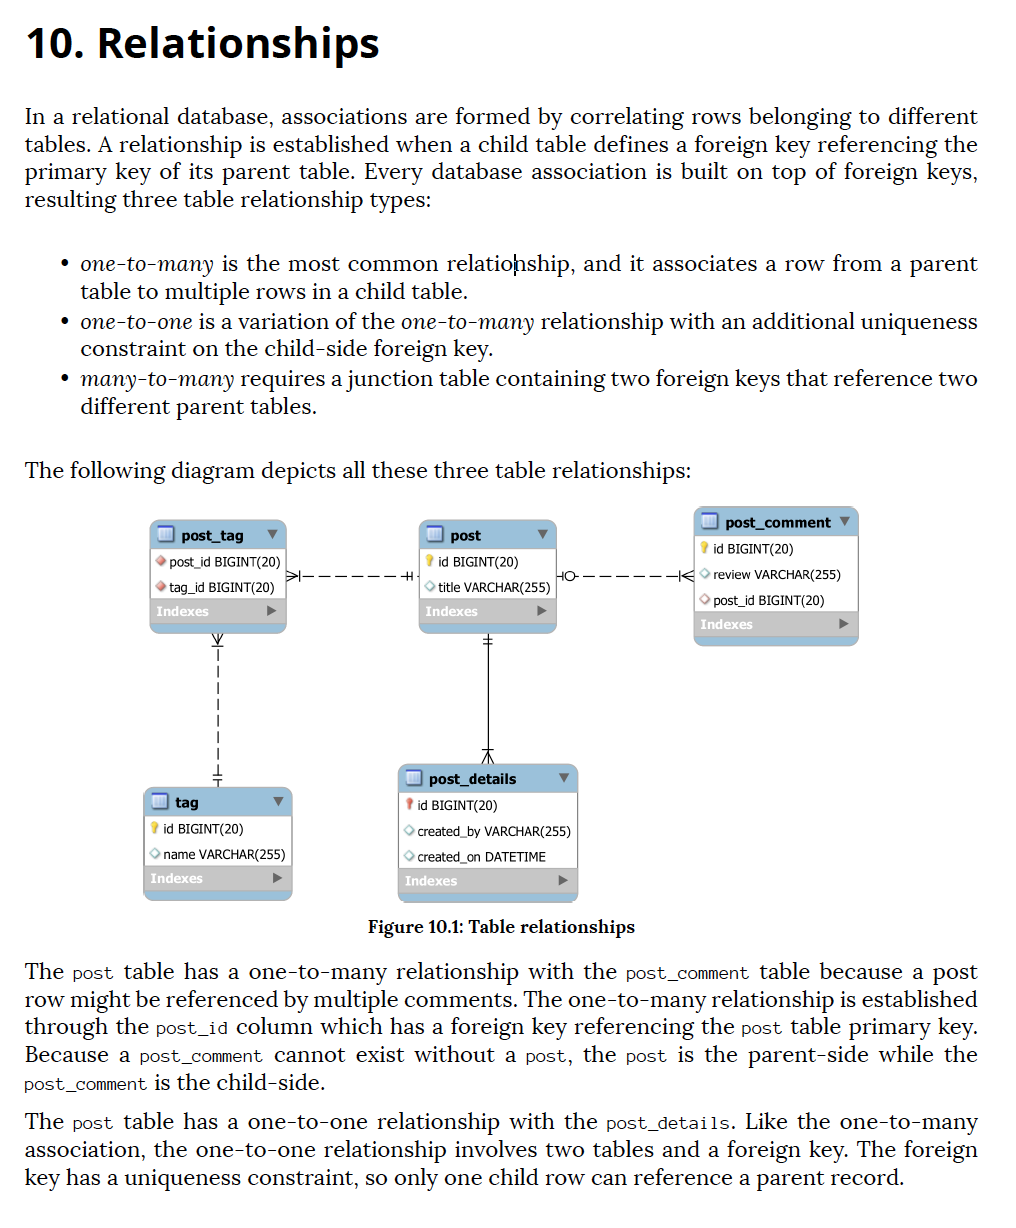 10. Relationships
In a relational database, associations are formed by correlating rows belonging to different
tables. A relationship is established when a child table defines a foreign key referencing the
primary key of its parent table. Every database association is built on top of foreign keys,
resulting three table relationship types:
• one-to-many is the most common relationship, and it associates a row from a parent
table to multiple rows in a child table.
• one-to-one is a variation of the one-to-many relationship with an additional uniqueness
constraint on the child-side foreign key.
• many-to-many requires a junction table containing two foreign keys that reference two
different parent tables.
The following diagram depicts all these three table relationships:
post_tag
post_id BIGINT(20)
tag_id BIGINT(20)
Indexes
post
id BIGINT(20)
title VARCHAR(255)
Indexes
post_comment
id BIGINT(20)
review VARCHAR(255)
post_id BIGINT(20)
Indexes
tag
id BIGINT(20)
name VARCHAR(255)
Indexes
post_details
id BIGINT(20)
created_by VARCHAR(255)
created_on DATETIME
Indexes
Figure 10.1: Table relationships
The post table has a one-to-many relationship with the post_comment table because a post
row might be referenced by multiple comments. The one-to-many relationship is established
through the post_id column which has a foreign key referencing the post table primary key.
Because a post_comment cannot exist without a post, the post is the parent-side while the
post_comment is the child-side.
The post table has a one-to-one relationship with the post_details. Like the one-to-many
association, the one-to-one relationship involves two tables and a foreign key. The foreign
key has a uniqueness constraint, so only one child row can reference a parent record.